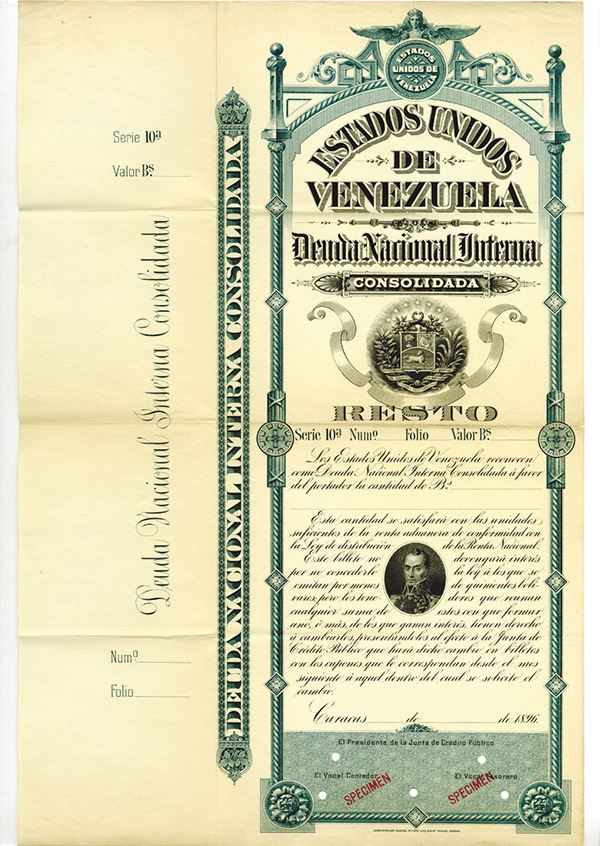 Serie 10ª
Valor Bs
Deuda Nacional Interna Consolidada
Numº
Folio
DEUDA NACIONAL INTERNA CONSOLIDADA
ESTADOS
UNIDOS DE
VENEZUELA
ESTADOS UNIDOS
DE
VENEZUELA
Deuda Nacional Interna
CONSOLIDADA
RESTO
Serie 10ª Numº Folio Valor Bs
Los Estados Unidos de Venezuela reconocen
como Deuda Nacional Interna Consolidada á favor
del portador la cantidad de Bs.
Esta cantidad se satisfará con las unidades
suficientes de la renta aduanera de conformidad con
la Ley de distribución de la Renta Nacional.
Este billete no devengará interés
por no concederlo la ley á los que se
emitan por menos de quinientos bolí-
vares, pero los tene- deres que reunan
cualquier suma de estos con que formar
uno, ó más, de los que ganan interés, tienen derecho
á cambiarlos, presentándolos al efecto á la Junta de
Crédito Público que hará dicho cambio en billetes
con los cupones que le correspondan desde el mes
siguiente á aquel dentro del cual se solicite el
cambio.
Caracas de de 1896
El Presidente de la Junta de Crédito Público
El Vocal Contador El Vocal
SPECIMEN SPECIMEN